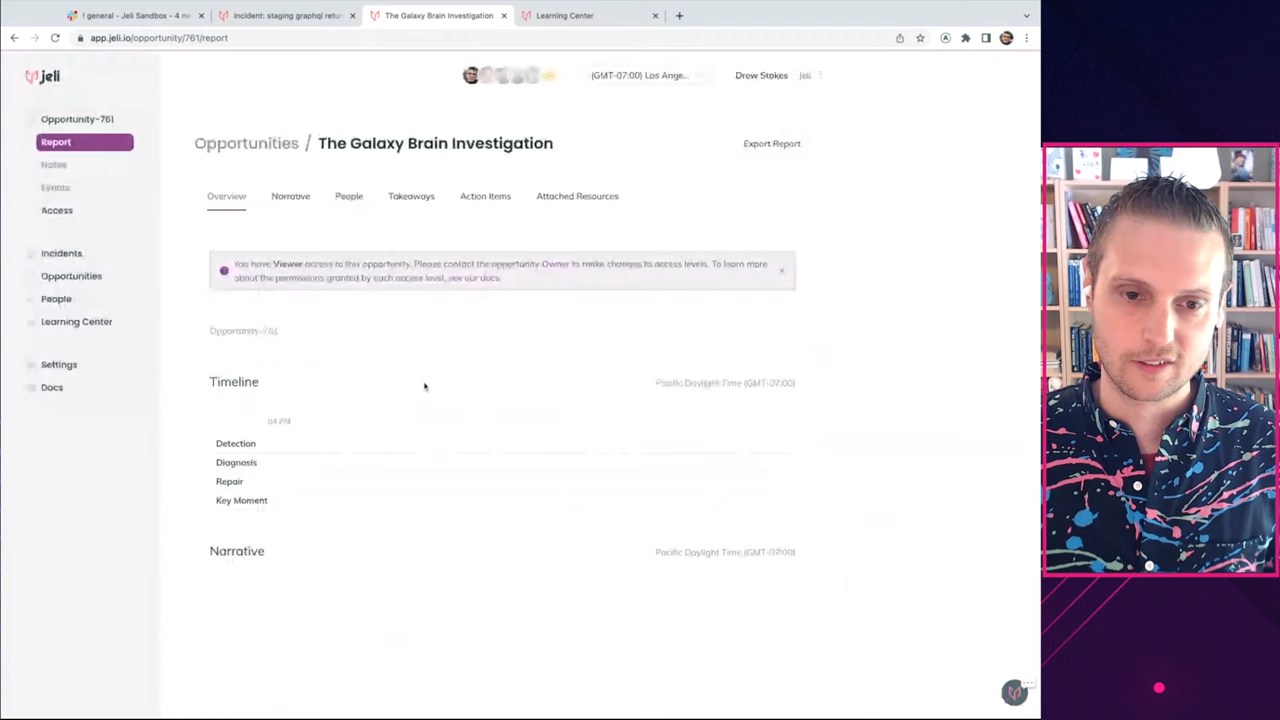 ! general - Jeli Sandbox - 4 ne
Incident: staging graphql retur
The Galaxy Brain Investigation
Learning Center
app.jeli.io/opportunity/761/report
jeli
(GMT-07:00) Los Ange...
Drew Stokes
Jeli
Opportunity-761
Report
Notes
Events
Access
Incidents
Opportunities
People
Learning Center
Settings
Docs
Opportunities / The Galaxy Brain Investigation
Export Report
Overview
Narrative
People
Takeaways
Action Items
Attached Resources
You have Viewer access to this opportunity. Please contact the opportunity Owner to make changes to access levels. To learn more
about the permissions granted by each access level, see our docs.
Opportunity-761
Timeline
Pacific Daylight Time (GMT-07:00)
04 PM
Detection
Diagnosis
Repair
Key Moment
Narrative
Pacific Daylight Time (GMT-07:00)